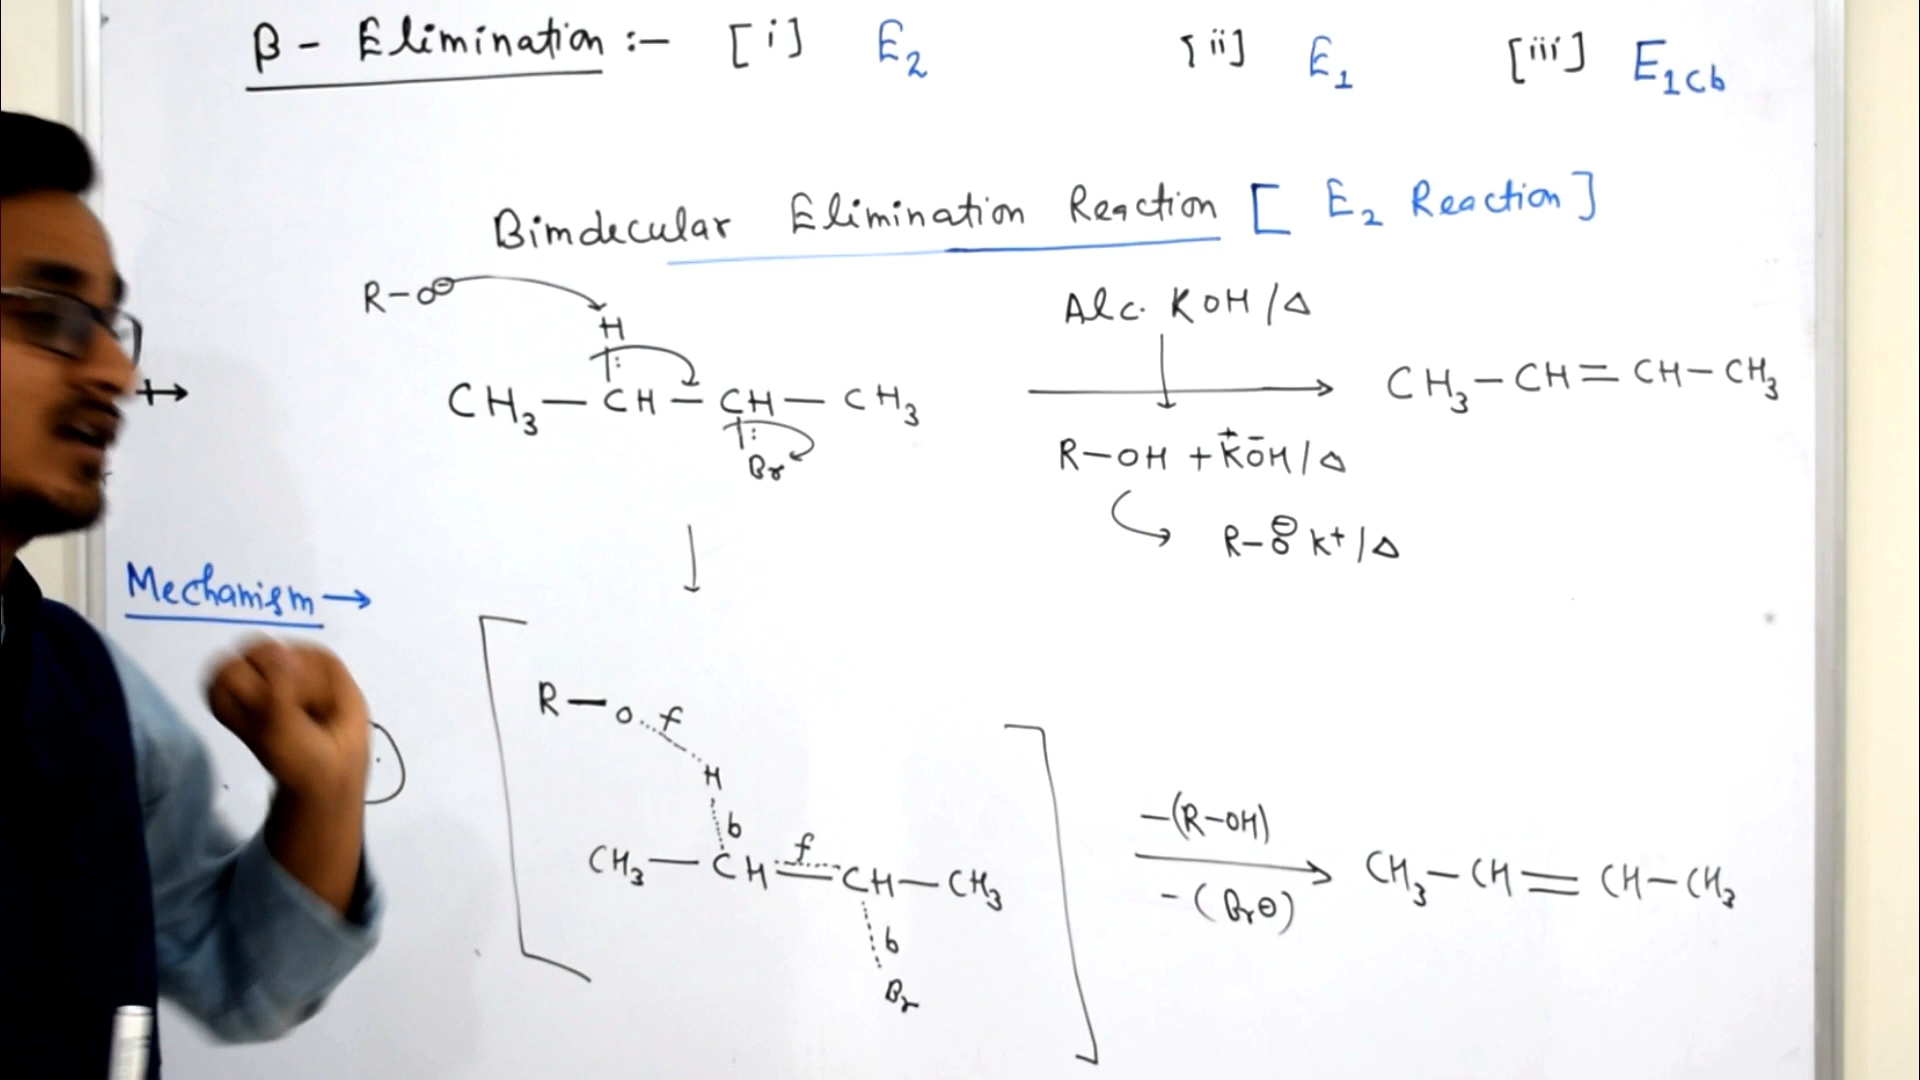 β - Elimination :- [i] E₂ [ii] E₁ [iii] E₁cb
Bimolecular Elimination Reaction [ E₂ Reaction ]
R-O⊖
H
Alc. KOH/Δ
CH₃-CH-CH-CH₃
CH₃-CH=CH-CH₃
Br
R-OH + K⁺ŌH/Δ
R-O⊖ K⁺/Δ
Mechanism →
R-O...f
H
b
CH₃-CH=CH-CH₃
f
b
Br
-(R-OH)
-(Br⊖)
CH₃-CH=CH-CH₃